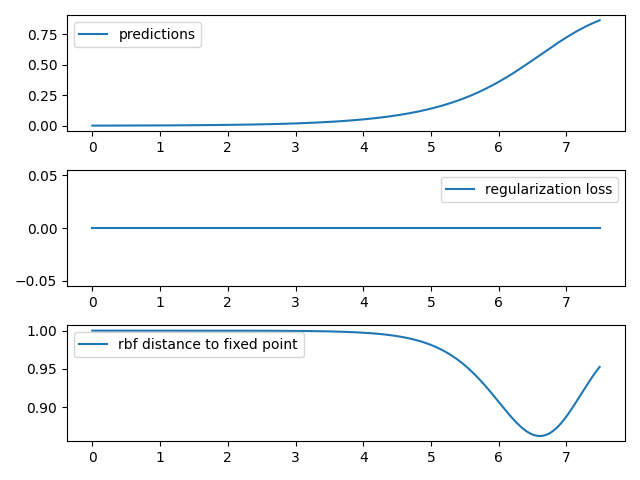 predictions
0.75
0.50
0.25
0.00
0 1 2 3 4 5 6 7
regularization loss
0.05
0.00
−0.05
0 1 2 3 4 5 6 7
1.00
rbf distance to fixed point
0.95
0.90
0 1 2 3 4 5 6 7